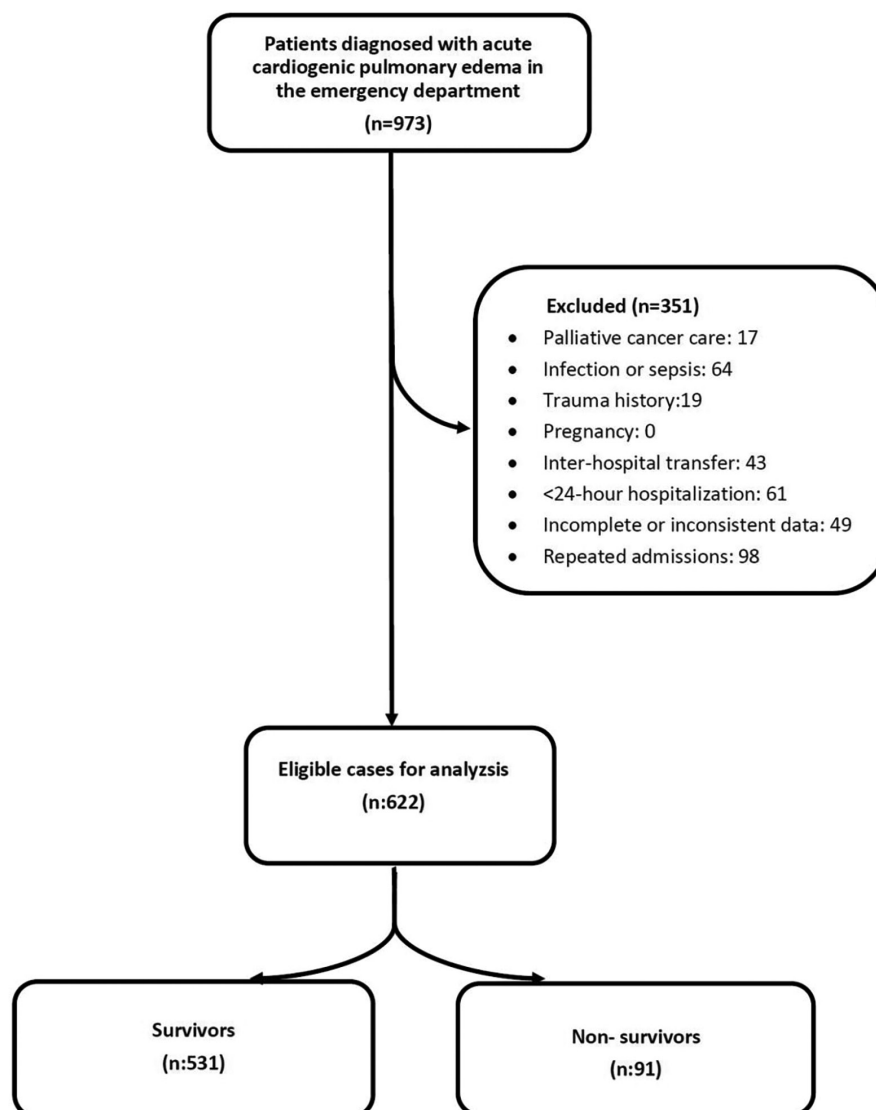 Patients diagnosed with acute
cardiogenic pulmonary edema in
the emergency department
(n=973)
Excluded (n=351)
• Palliative cancer care: 17
• Infection or sepsis: 64
• Trauma history:19
• Pregnancy: 0
• Inter-hospital transfer: 43
• <24-hour hospitalization: 61
• Incomplete or inconsistent data: 49
• Repeated admissions: 98
Eligible cases for analyzsis
(n:622)
Survivors
(n:531)
Non- survivors
(n:91)